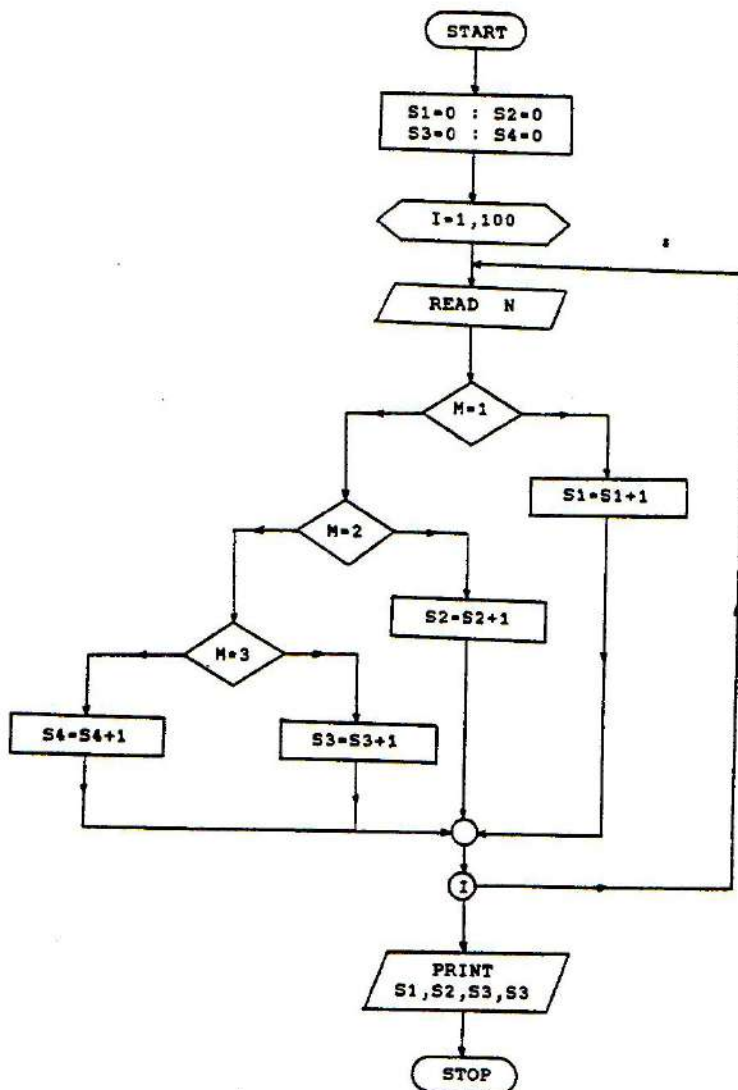 START
S1=0 : S2=0
S3=0 : S4=0
I=1,100
READ N
M=1
S1=S1+1
M=2
S2=S2+1
M=3
S4=S4+1
S3=S3+1
I
PRINT
S1,S2,S3,S3
STOP